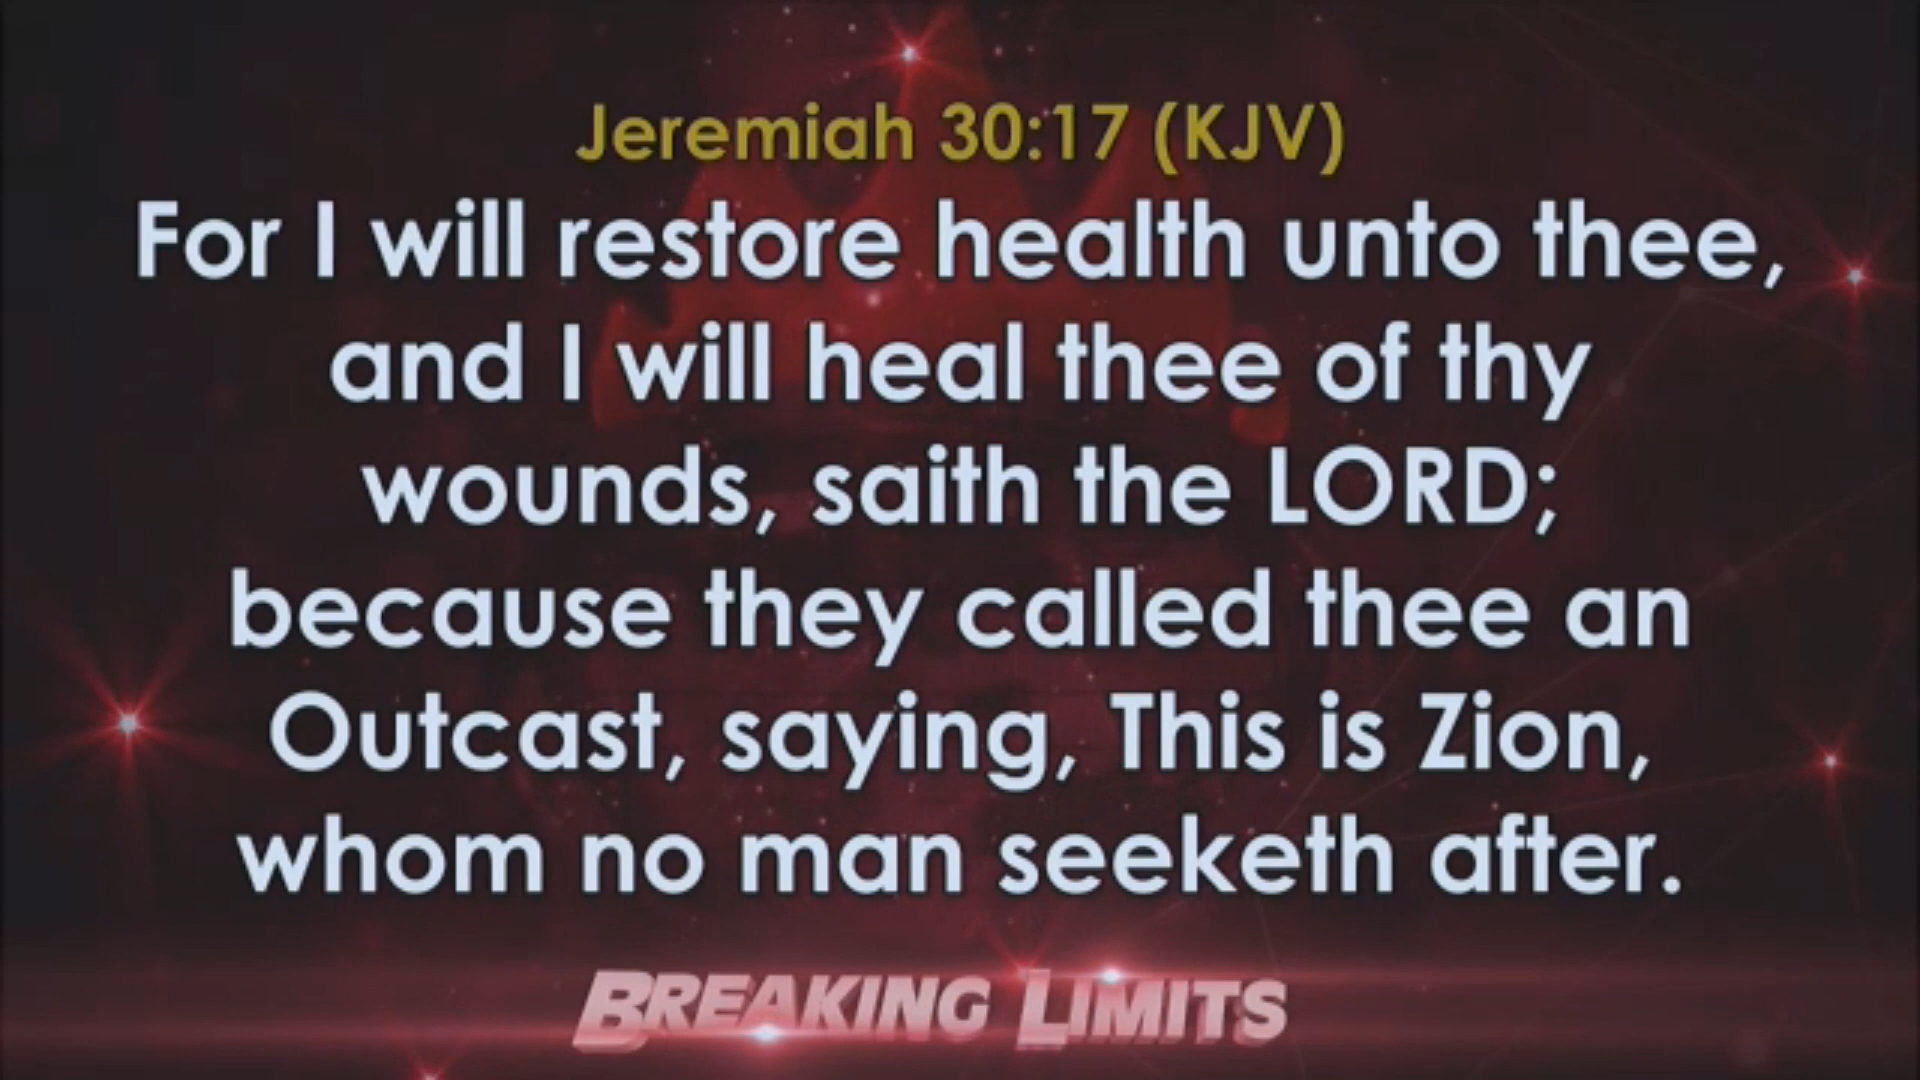 Jeremiah 30:17 (KJV)
For I will restore health unto thee,
and I will heal thee of thy
wounds, saith the LORD;
because they called thee an
Outcast, saying, This is Zion,
whom no man seeketh after.
BREAKING LIMITS